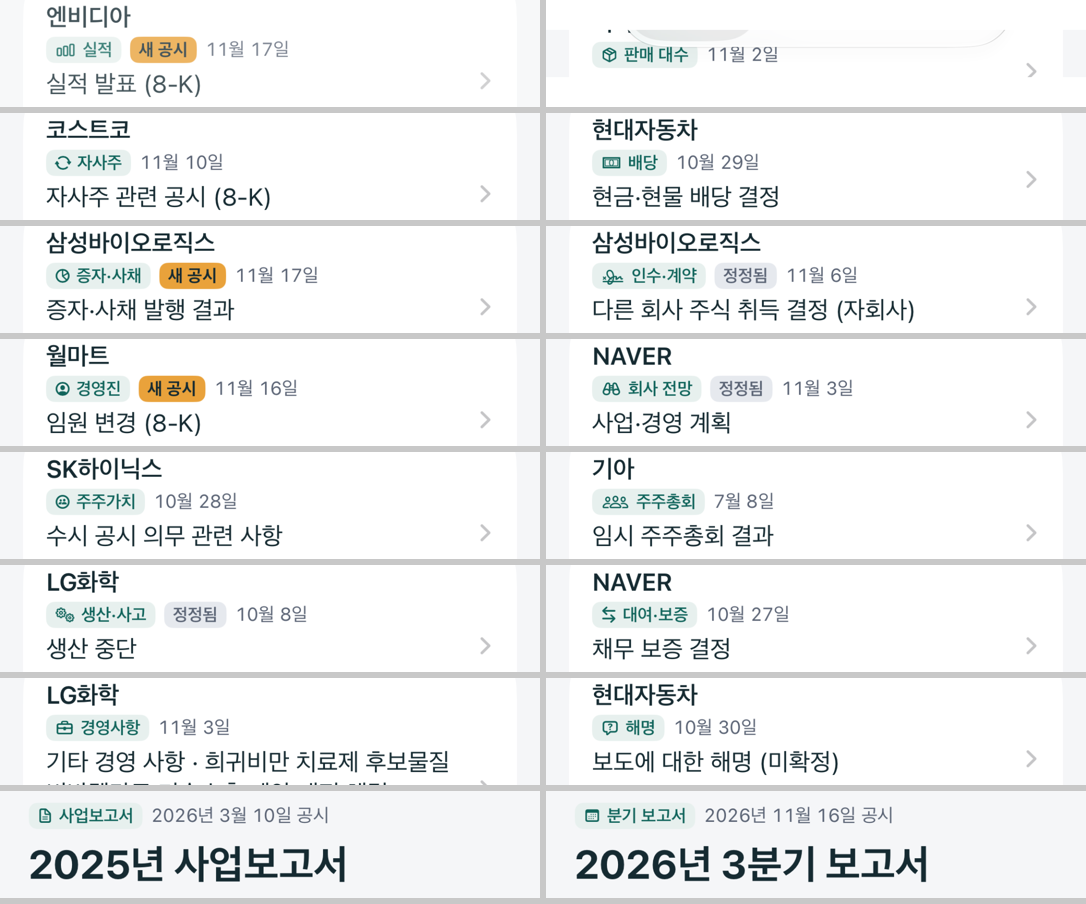 엔비디아
실적 새 공시 11월 17일
실적 발표 (8-K)
판매 대수 11월 2일
코스트코
자사주 11월 10일
자사주 관련 공시 (8-K)
현대자동차
배당 10월 29일
현금·현물 배당 결정
삼성바이오로직스
증자·사채 새 공시 11월 17일
증자·사채 발행 결과
삼성바이오로직스
인수·계약 정정됨 11월 6일
다른 회사 주식 취득 결정 (자회사)
월마트
경영진 새 공시 11월 16일
임원 변경 (8-K)
NAVER
회사 전망 정정됨 11월 3일
사업·경영 계획
SK하이닉스
주주가치 10월 28일
수시 공시 의무 관련 사항
기아
주주총회 7월 8일
임시 주주총회 결과
LG화학
생산·사고 정정됨 10월 8일
생산 중단
NAVER
대여·보증 10월 27일
채무 보증 결정
LG화학
경영사항 11월 3일
기타 경영 사항 · 희귀비만 치료제 후보물질
현대자동차
해명 10월 30일
보도에 대한 해명 (미확정)
사업보고서 2026년 3월 10일 공시
2025년 사업보고서
분기 보고서 2026년 11월 16일 공시
2026년 3분기 보고서